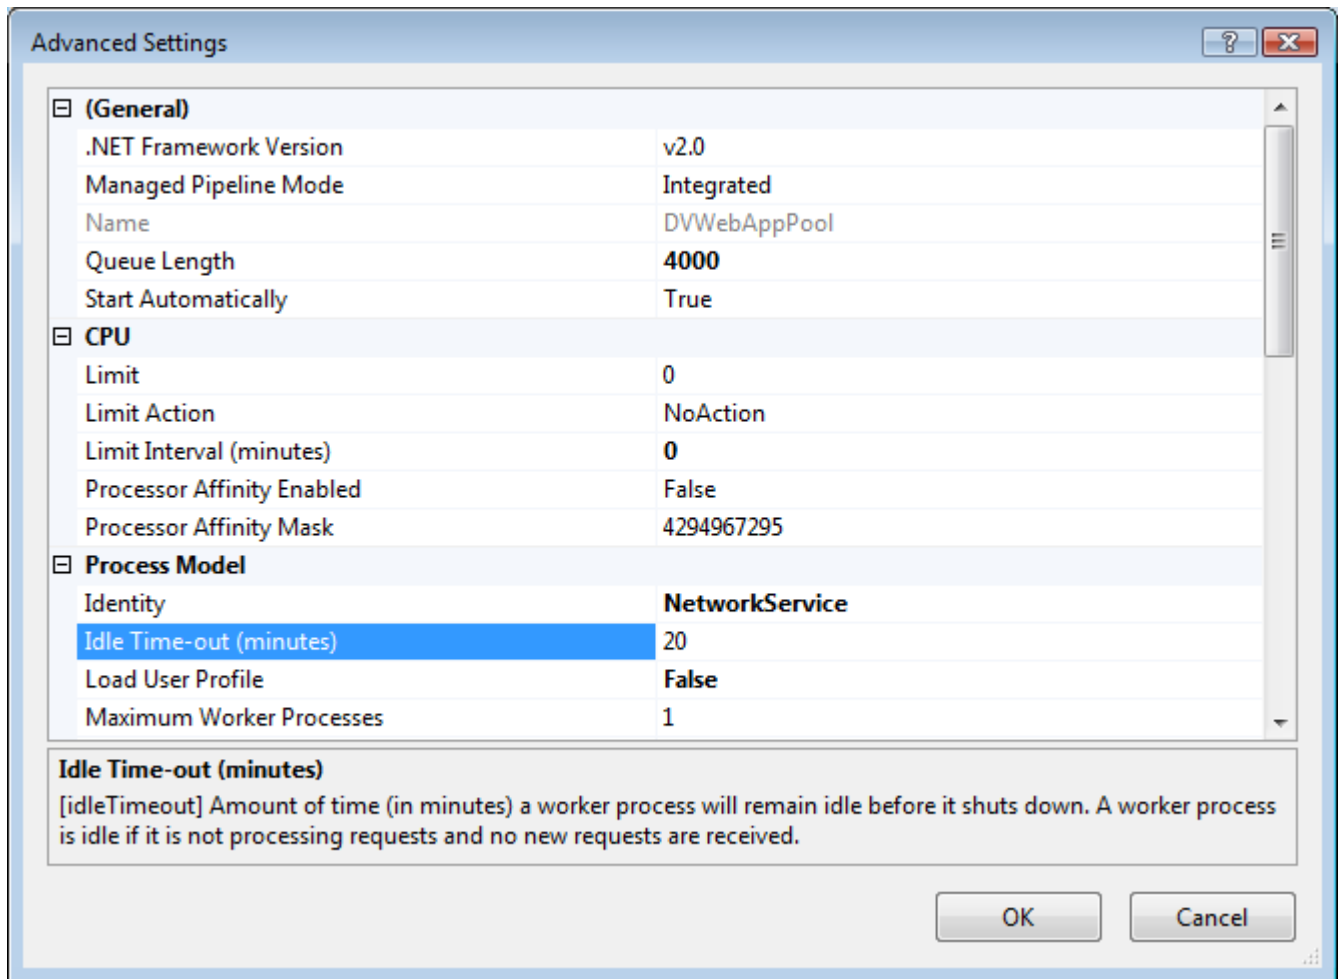 Advanced Settings
(General)
.NET Framework Version v2.0
Managed Pipeline Mode Integrated
Name DVWebAppPool
Queue Length 4000
Start Automatically True
CPU
Limit 0
Limit Action NoAction
Limit Interval (minutes) 0
Processor Affinity Enabled False
Processor Affinity Mask 4294967295
Process Model
Identity NetworkService
Idle Time-out (minutes) 20
Load User Profile False
Maximum Worker Processes 1
Idle Time-out (minutes)
[idleTimeout] Amount of time (in minutes) a worker process will remain idle before it shuts down. A worker process
is idle if it is not processing requests and no new requests are received.
OK Cancel